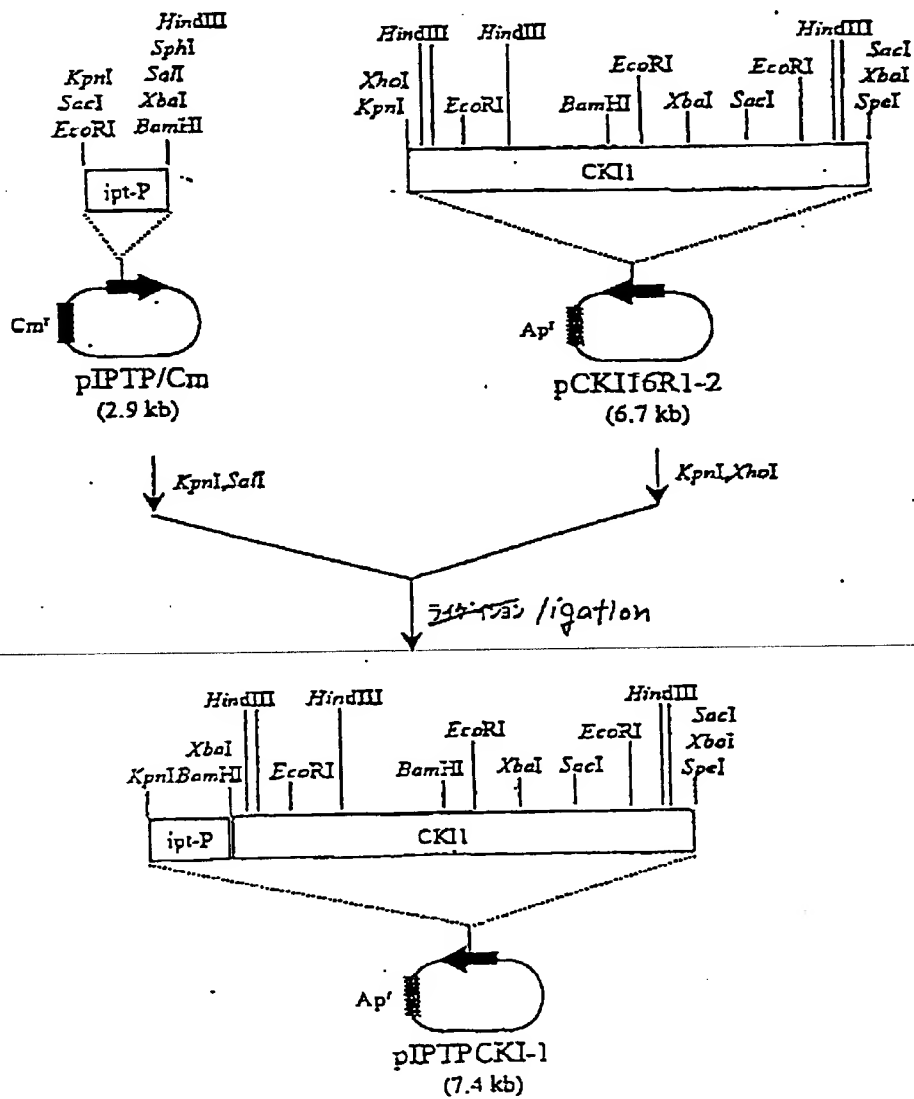 HindIII
SphI
SalI
XbaI
BamHI
KpnI
SacI
EcoRI
ipt-P
Cmr
pIPTP/Cm
(2.9 kb)
HindIII
HindIII
HindIII
XhoI
KpnI
EcoRI
BamHI
EcoRI
XbaI
SacI
EcoRI
SacI
XbaI
SpeI
CKI1
Apr
pCKI16R1-2
(6.7 kb)
KpnI,SalI
KpnI,XhoI
ライゲーション ligation
HindIII
HindIII
HindIII
XbaI
KpnI BamHI
EcoRI
BamHI
EcoRI
XbaI
SacI
EcoRI
SacI
XbaI
SpeI
ipt-P
CKI1
Apr
pIPTPCKI-1
(7.4 kb)